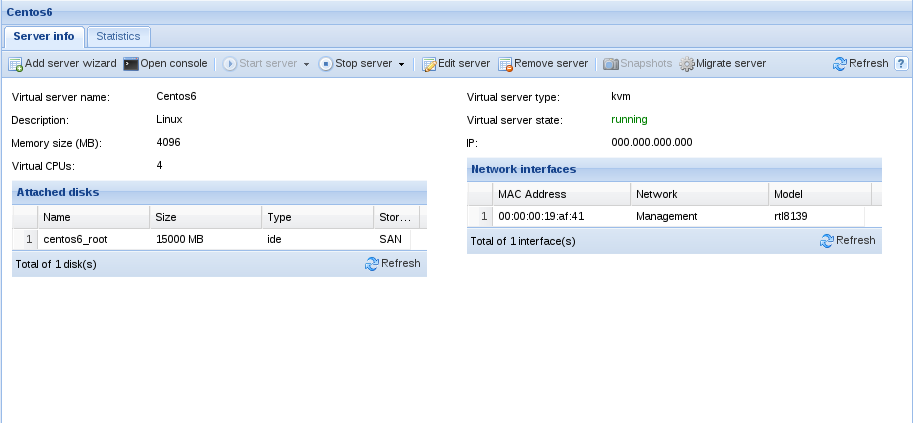 Centos6
Server info Statistics
Add server wizard Open console Start server Stop server Edit server Remove server Snapshots Migrate server Refresh ?
Virtual server name: Centos6
Description: Linux
Memory size (MB): 4096
Virtual CPUs: 4
Attached disks
Name Size Type Stor...
1 centos6_root 15000 MB ide SAN
Total of 1 disk(s) Refresh
Virtual server type: kvm
Virtual server state: running
IP: 000.000.000.000
Network interfaces
MAC Address Network Model
1 00:00:00:19:af:41 Management rtl8139
Total of 1 interface(s) Refresh